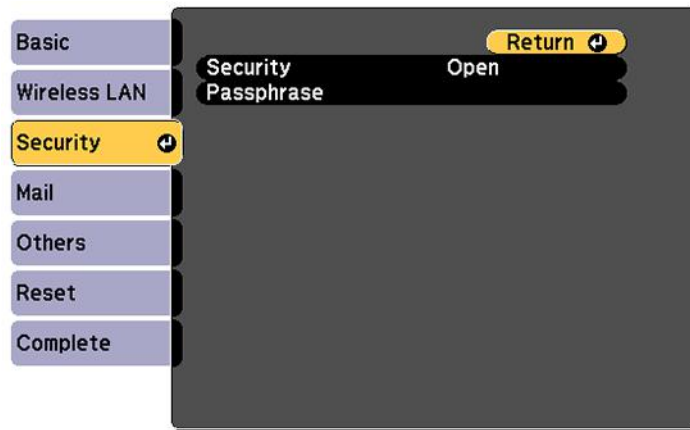 Basic
Wireless LAN
Security
Mail
Others
Reset
Complete
Return
Security Open
Passphrase